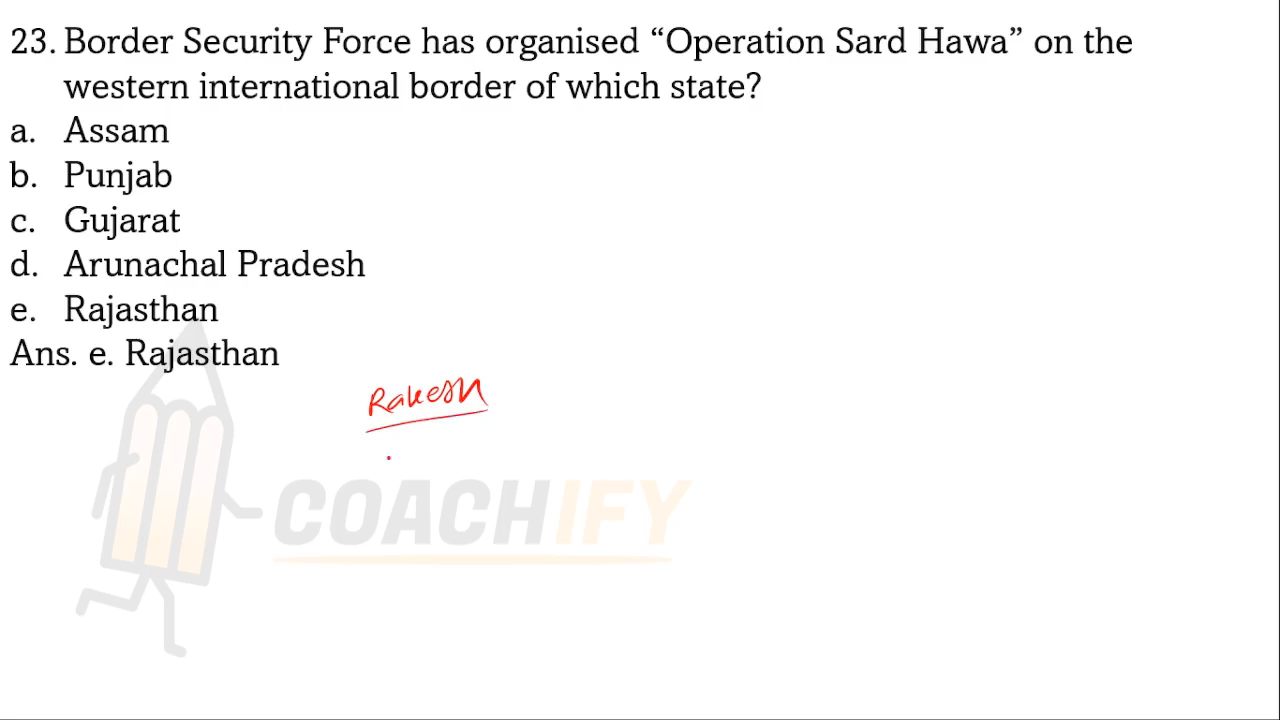 23. Border Security Force has organised “Operation Sard Hawa” on the
western international border of which state?
a. Assam
b. Punjab
c. Gujarat
d. Arunachal Pradesh
e. Rajasthan
Ans. e. Rajasthan
Rakesh
COACHIFY